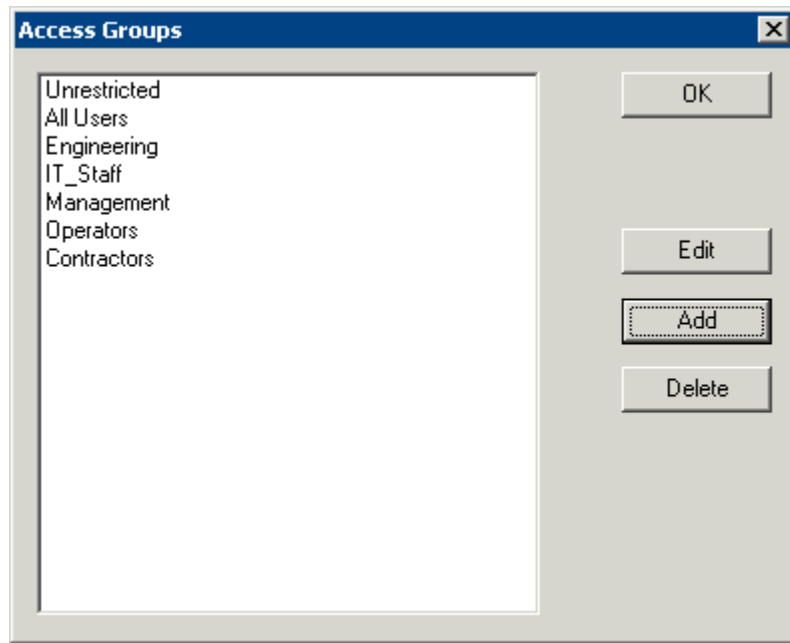 Access Groups
Unrestricted
All Users
Engineering
IT_Staff
Management
Operators
Contractors
OK
Edit
Add
Delete